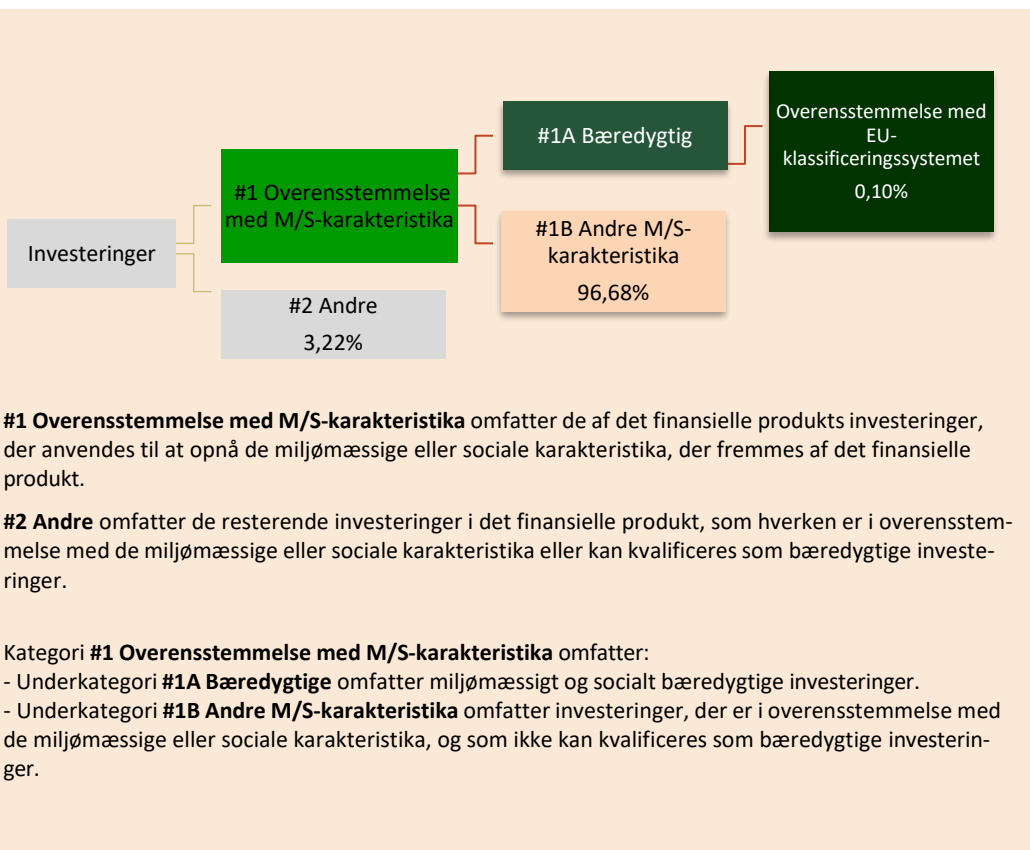 Investeringer
#1 Overensstemmelse
med M/S-karakteristika
#2 Andre
3,22%
#1A Bæredygtig
#1B Andre M/S-
karakteristika
96,68%
Overensstemmelse med
EU-
klassificeringssystemet
0,10%
#1 Overensstemmelse med M/S-karakteristika omfatter de af det finansielle produkts investeringer,
der anvendes til at opnå de miljømæssige eller sociale karakteristika, der fremmes af det finansielle
produkt.
#2 Andre omfatter de resterende investeringer i det finansielle produkt, som hverken er i overensstem-
melse med de miljømæssige eller sociale karakteristika eller kan kvalificeres som bæredygtige investe-
ringer.
Kategori #1 Overensstemmelse med M/S-karakteristika omfatter:
- Underkategori #1A Bæredygtige omfatter miljømæssigt og socialt bæredygtige investeringer.
- Underkategori #1B Andre M/S-karakteristika omfatter investeringer, der er i overensstemmelse med
de miljømæssige eller sociale karakteristika, og som ikke kan kvalificeres som bæredygtige investerin-
ger.